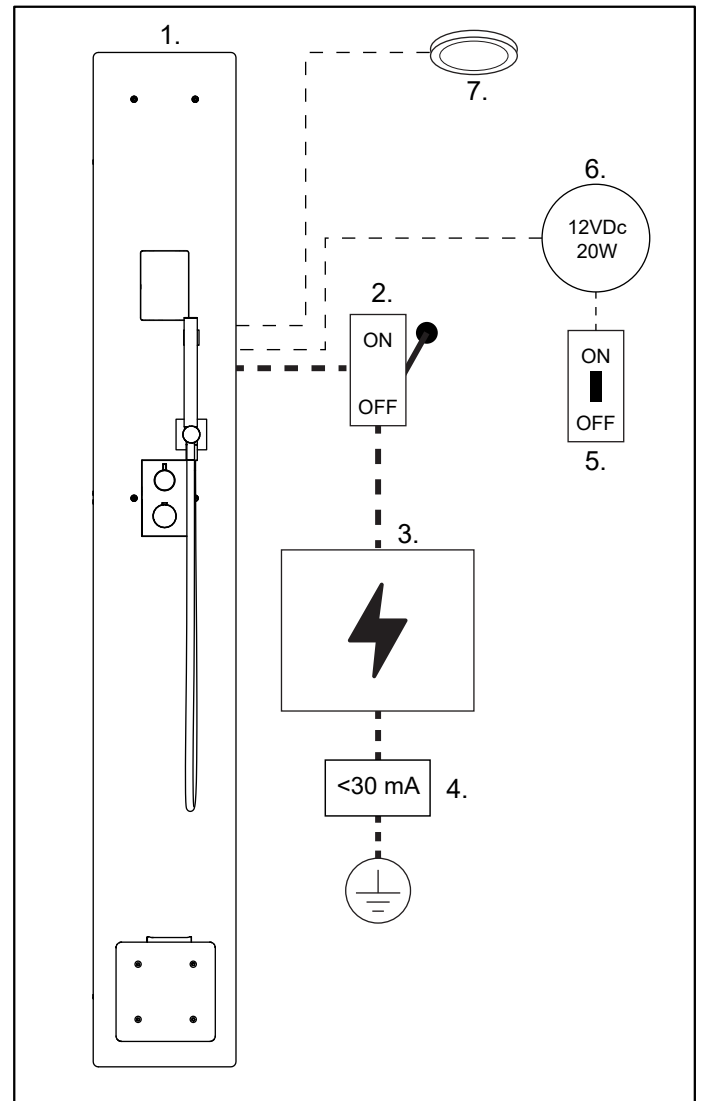 1.
7.
6.
12VDc
20W
2.
ON
OFF
ON
OFF
5.
3.
<30 mA
4.